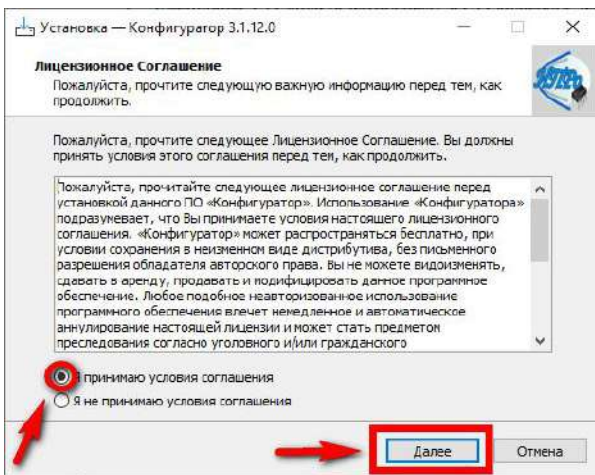 Установка — Конфигуратор 3.1.12.0
Лицензионное Соглашение
Пожалуйста, прочтите следующую важную информацию перед тем, как
продолжить.
Пожалуйста, прочтите следующее Лицензионное Соглашение. Вы должны
принять условия этого соглашения перед тем, как продолжить.
Пожалуйста, прочитайте следующее лицензионное соглашение перед
установкой данного ПО «Конфигуратор». Использование «Конфигуратора»
подразумевает, что Вы принимаете условия настоящего лицензионного
соглашения. «Конфигуратор» может распространяться бесплатно, при
условии сохранения в неизменном виде дистрибутива, без письменного
разрешения обладателя авторского права. Вы не можете видоизменять,
сдавать в аренду, продавать и модифицировать данное программное
обеспечение. Любое подобное неавторизованное использование
программного обеспечения влечет немедленное и автоматическое
аннулирование настоящей лицензии и может стать предметом
преследования согласно уголовного и/или гражданского
Я принимаю условия соглашения
Я не принимаю условия соглашения
Далее
Отмена